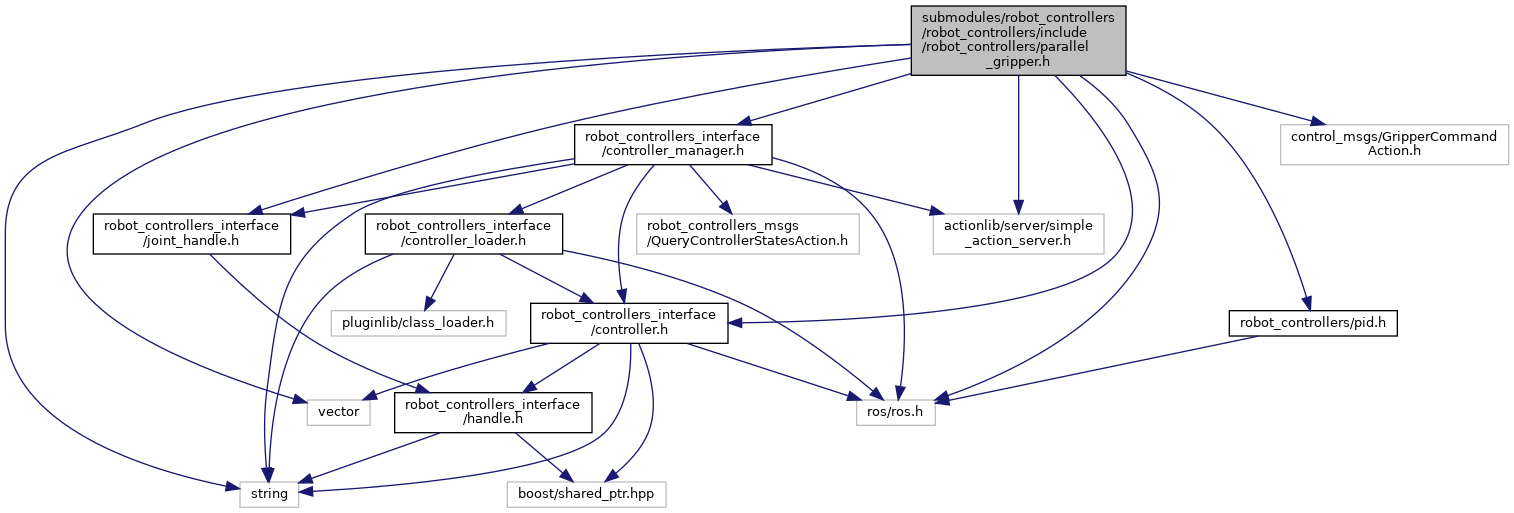 submodules/robot_controllers
/robot_controllers/include
/robot_controllers/parallel
_gripper.h
robot_controllers_interface
/controller_manager.h
control_msgs/GripperCommand
Action.h
robot_controllers_interface
/joint_handle.h
robot_controllers_interface
/controller_loader.h
robot_controllers_msgs
/QueryControllerStatesAction.h
actionlib/server/simple
_action_server.h
pluginlib/class_loader.h
robot_controllers_interface
/controller.h
robot_controllers/pid.h
vector
robot_controllers_interface
/handle.h
ros/ros.h
string
boost/shared_ptr.hpp